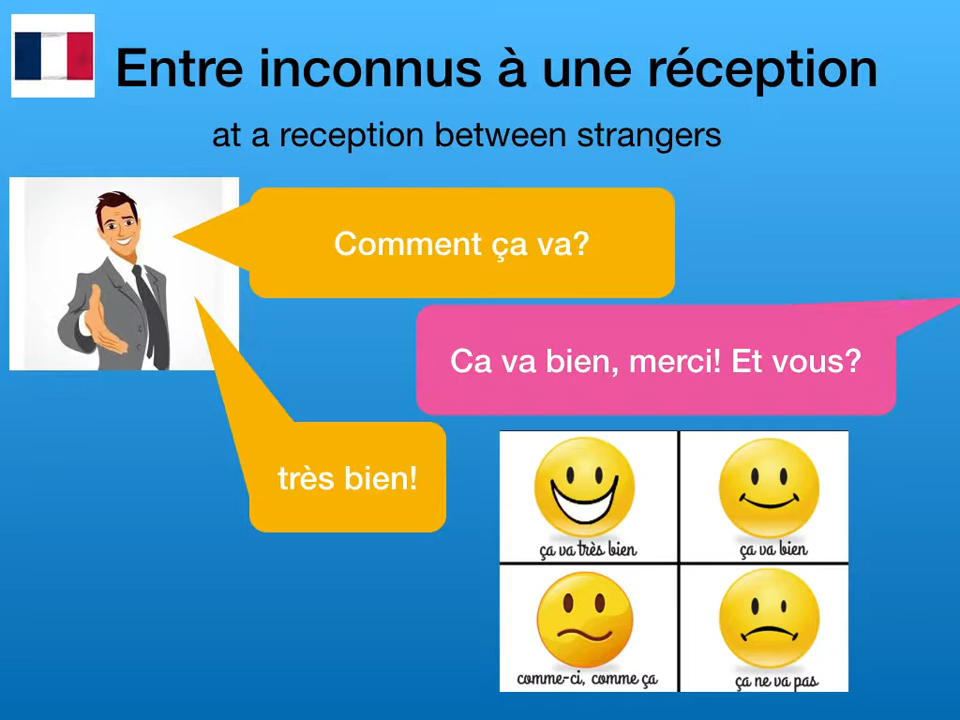 Entre inconnus à une réception
at a reception between strangers
Comment ça va?
Ca va bien, merci! Et vous?
très bien!
ça va très bien
ça va bien
comme-ci, comme ça
ça ne va pas